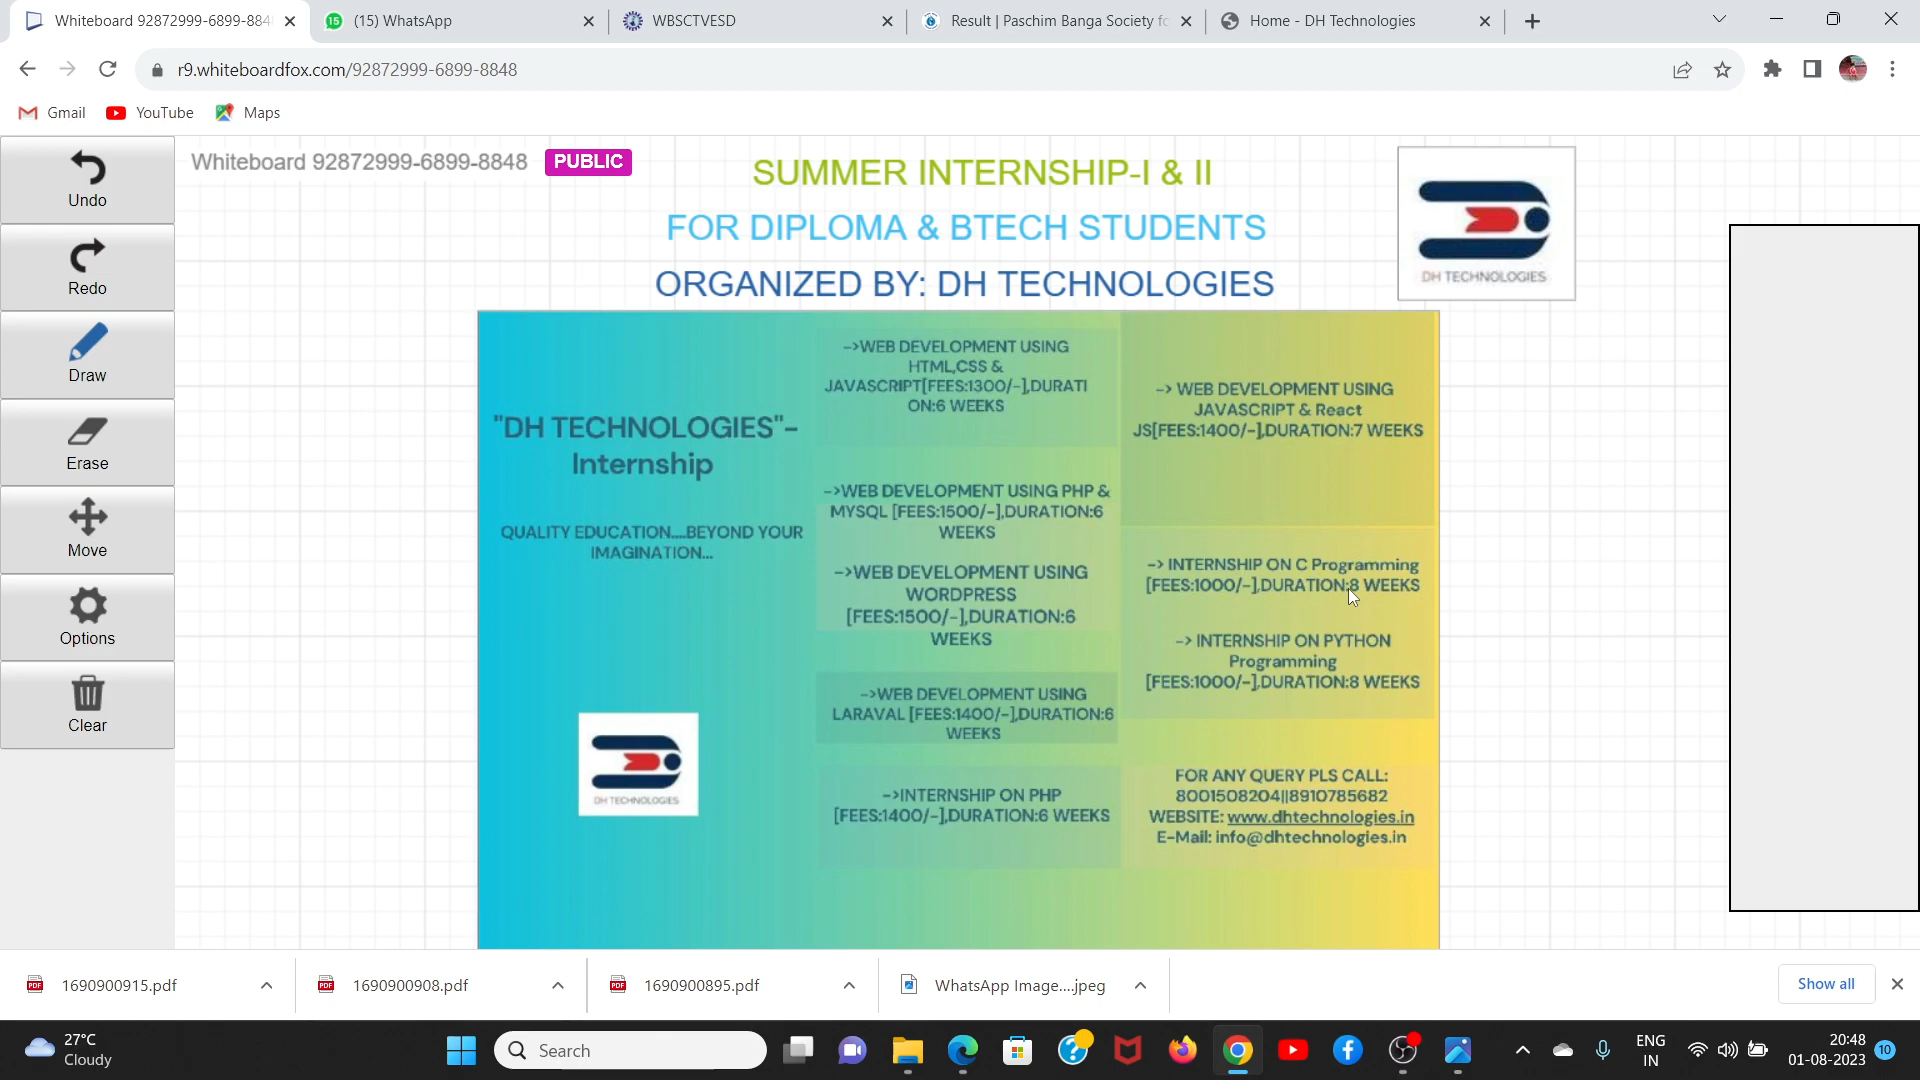 Whiteboard 92872999-6899-884
(15) WhatsApp
WBSCTVESD
Result | Paschim Banga Society fo
Home - DH Technologies
r9.whiteboardfox.com/92872999-6899-8848
Gmail
YouTube
Maps
Undo
Redo
Draw
Erase
Move
Options
Clear
Whiteboard 92872999-6899-8848
PUBLIC
SUMMER INTERNSHIP-I & II
FOR DIPLOMA & BTECH STUDENTS
ORGANIZED BY: DH TECHNOLOGIES
DH TECHNOLOGIES
"DH TECHNOLOGIES"-
Internship
QUALITY EDUCATION....BEYOND YOUR
IMAGINATION...
DH TECHNOLOGIES
->WEB DEVELOPMENT USING
HTML,CSS &
JAVASCRIPT[FEES:1300/-],DURATI
ON:6 WEEKS
->WEB DEVELOPMENT USING PHP &
MYSQL [FEES:1500/-],DURATION:6
WEEKS
->WEB DEVELOPMENT USING
WORDPRESS
[FEES:1500/-],DURATION:6
WEEKS
->WEB DEVELOPMENT USING
LARAVAL [FEES:1400/-],DURATION:6
WEEKS
->INTERNSHIP ON PHP
[FEES:1400/-],DURATION:6 WEEKS
-> WEB DEVELOPMENT USING
JAVASCRIPT & React
JS[FEES:1400/-],DURATION:7 WEEKS
-> INTERNSHIP ON C Programming
[FEES:1000/-],DURATION:8 WEEKS
-> INTERNSHIP ON PYTHON
Programming
[FEES:1000/-],DURATION:8 WEEKS
FOR ANY QUERY PLS CALL:
8001508204||8910785682
WEBSITE: www.dhtechnologies.in
E-Mail: info@dhtechnologies.in
1690900915.pdf
1690900908.pdf
1690900895.pdf
WhatsApp Image....jpeg
Show all
27°C
Cloudy
Search
ENG
IN
20:48
01-08-2023
10